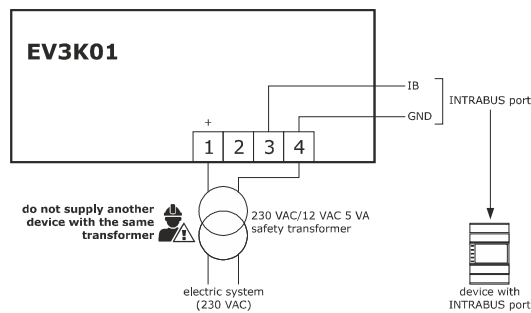 EV3K01
IB
INTRABUS port
GND
+
1 2 3 4
do not supply another
device with the same
transformer
230 VAC/12 VAC 5 VA
safety transformer
electric system
(230 VAC)
device with
INTRABUS port